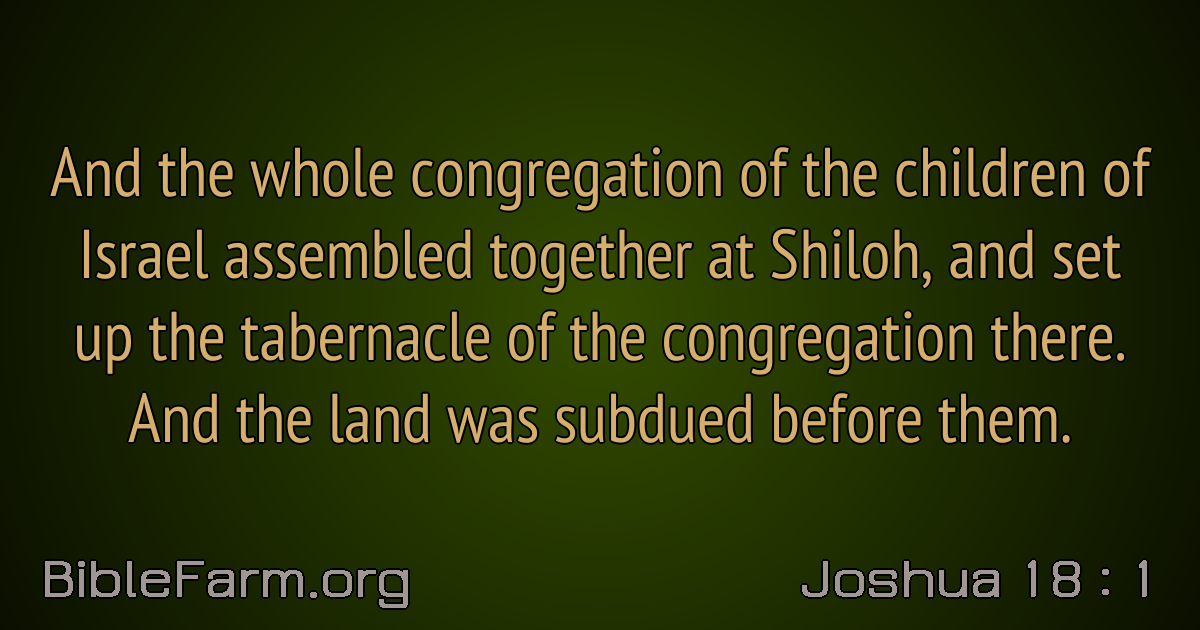 And the whole congregation of the children of
Israel assembled together at Shiloh, and set
up the tabernacle of the congregation there.
And the land was subdued before them.
BibleFarm.org
Joshua 18 : 1